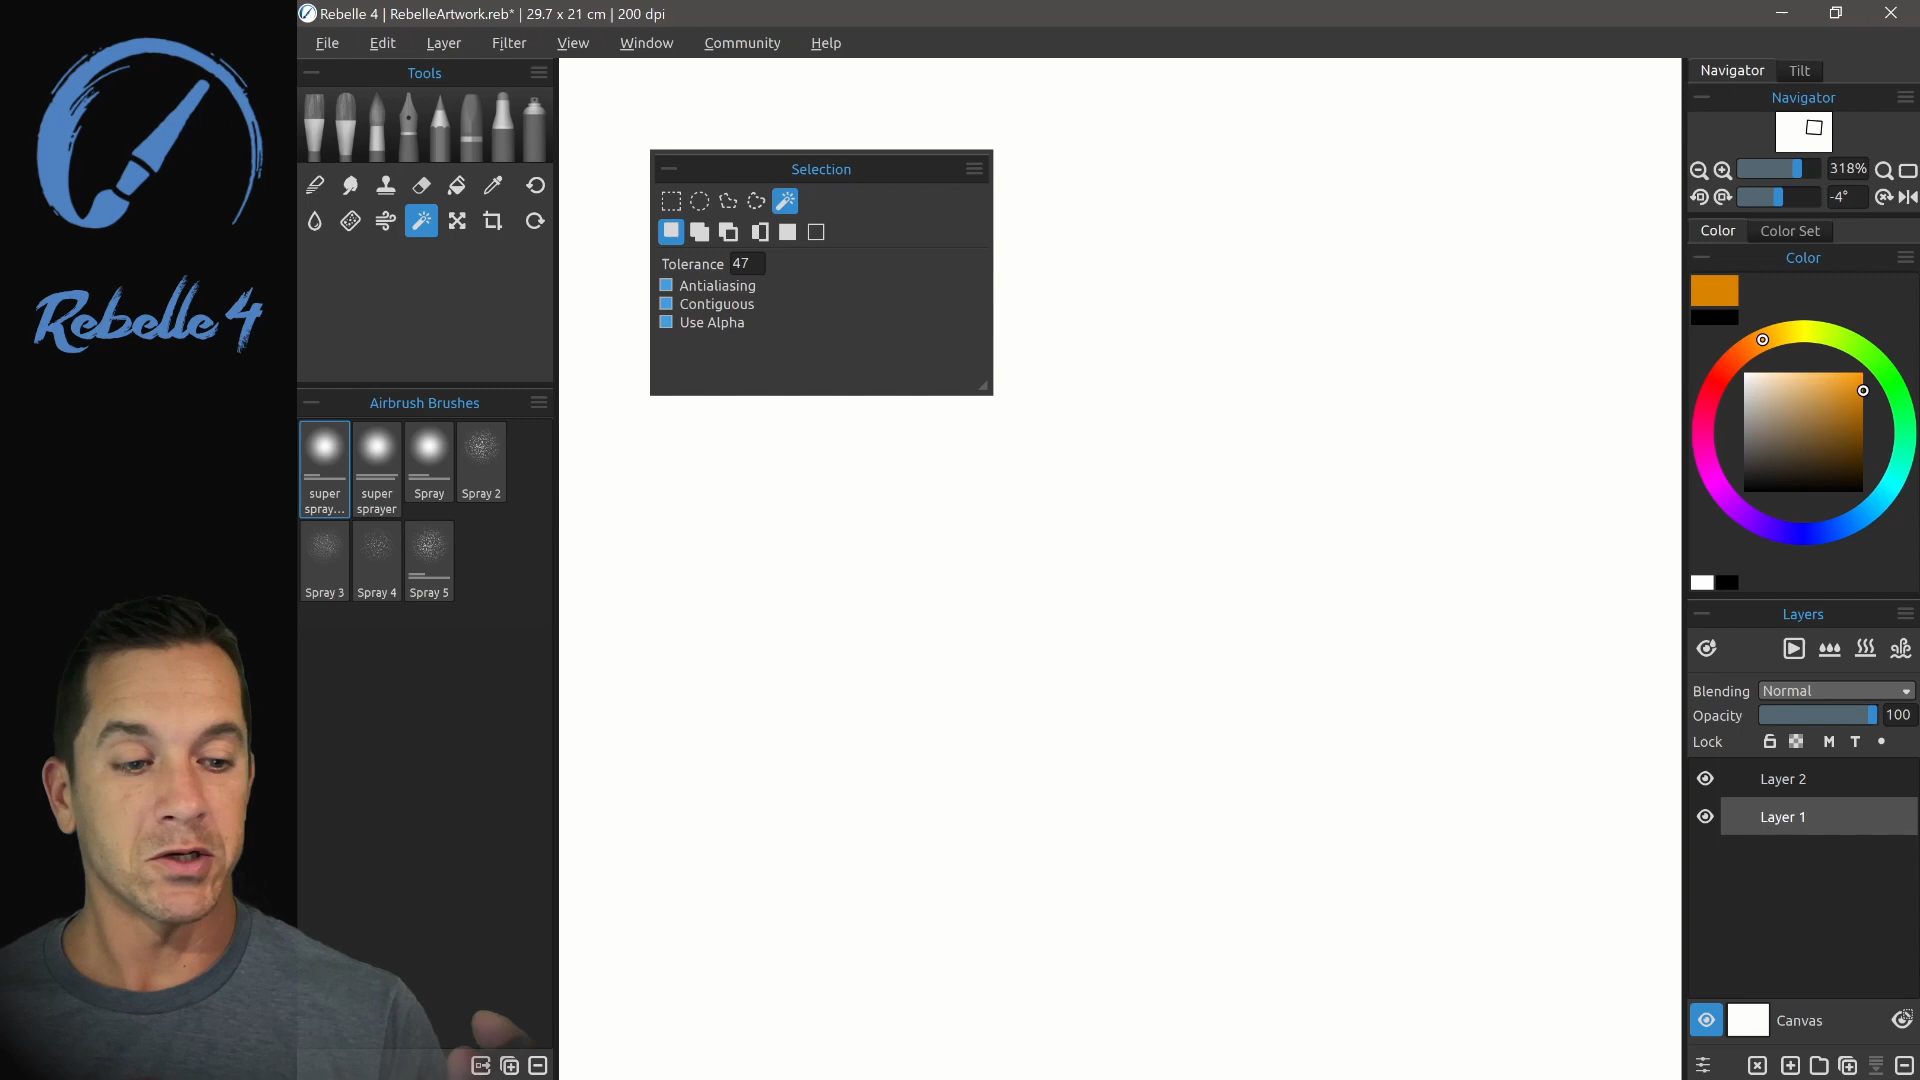 Rebelle 4 | RebelleArtwork.reb* | 29.7 x 21 cm | 200 dpi
File Edit Layer Filter View Window Community Help
Tools
Rebelle 4
Airbrush Brushes
super spray...
super sprayer
Spray
Spray 2
Spray 3
Spray 4
Spray 5
Selection
Tolerance 47
Antialiasing
Contiguous
Use Alpha
Navigator Tilt
Navigator
318%
-4°
Color Color Set
Color
Layers
Blending Normal
Opacity 100
Lock M T
Layer 2
Layer 1
Canvas